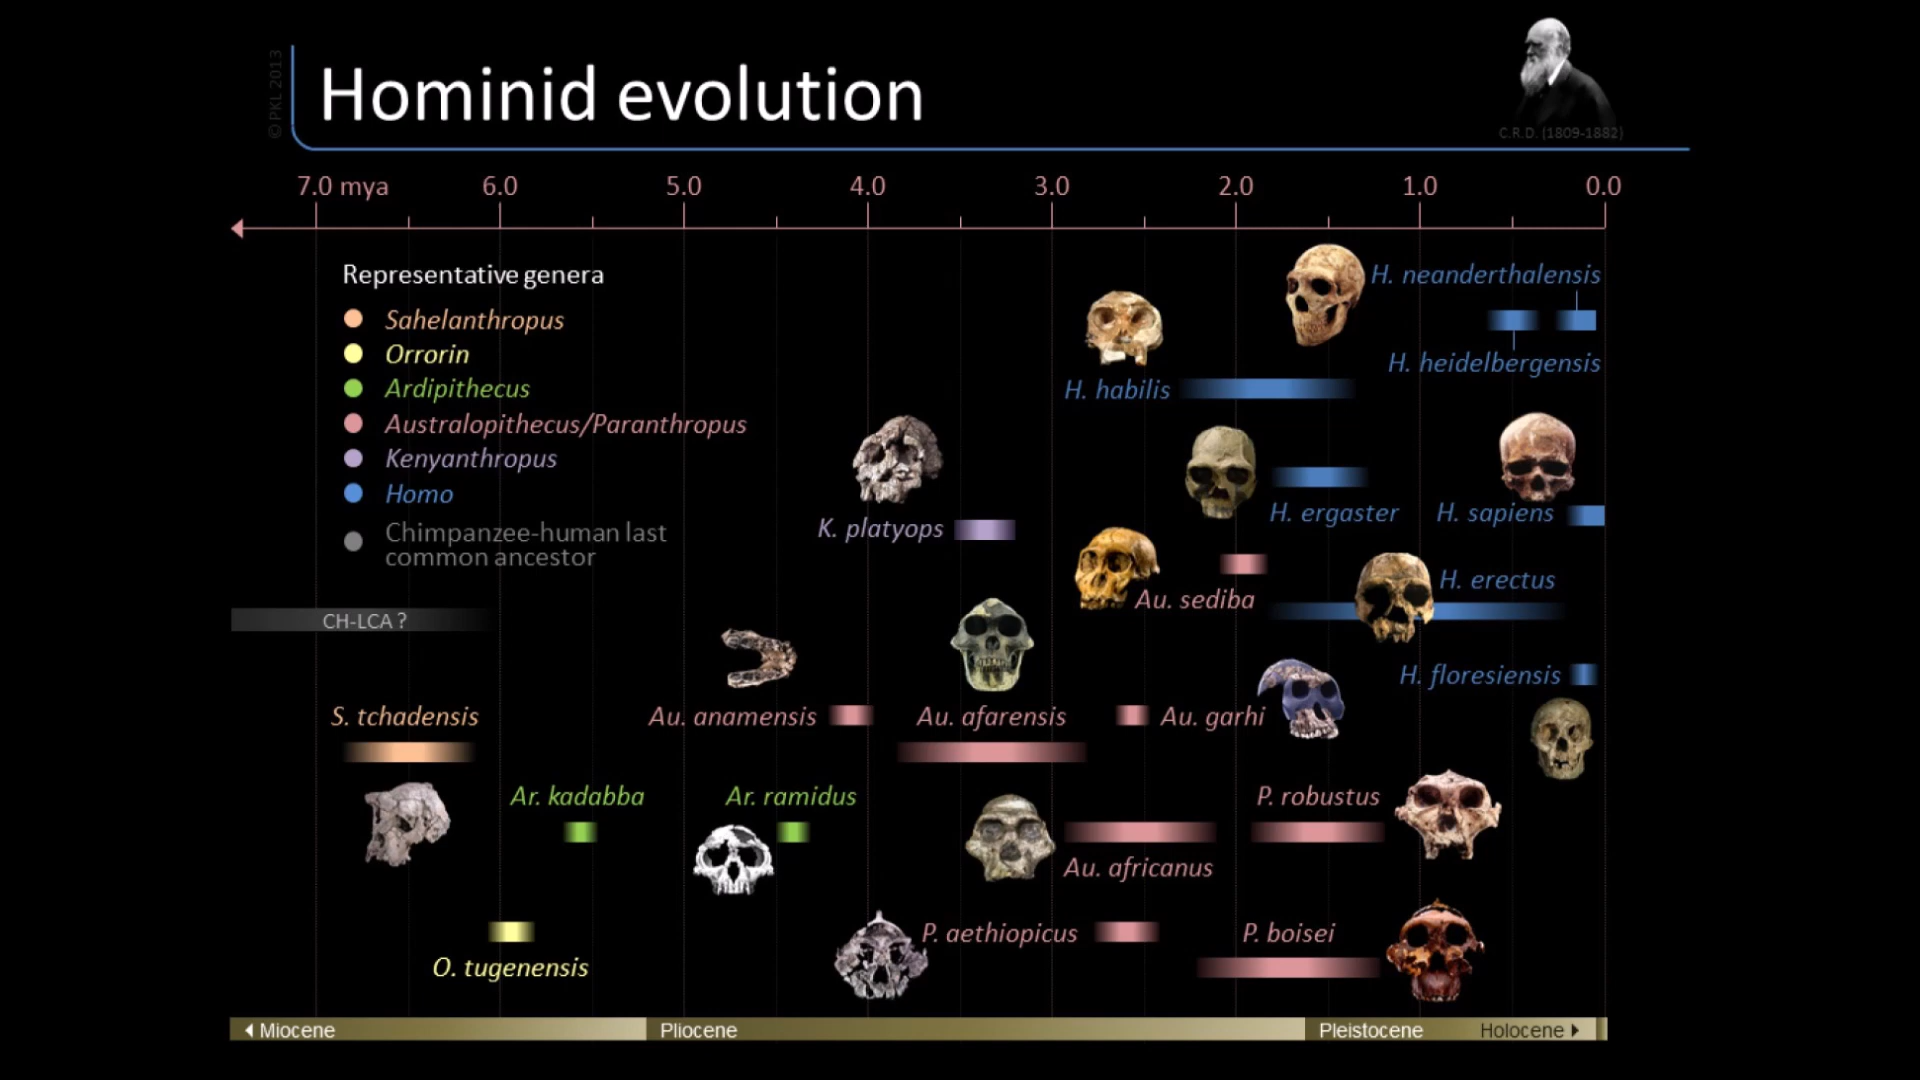 © PKL 2013
Hominid evolution
C.R.D. (1809-1882)
7.0 mya 6.0 5.0 4.0 3.0 2.0 1.0 0.0
Representative genera
Sahelanthropus
Orrorin
Ardipithecus
Australopithecus/Paranthropus
Kenyanthropus
Homo
Chimpanzee-human last
common ancestor
H. neanderthalensis
H. heidelbergensis
H. habilis
K. platyops
H. ergaster
H. sapiens
Au. sediba
H. erectus
CH-LCA ?
H. floresiensis
S. tchadensis
Au. anamensis
Au. afarensis
Au. garhi
Ar. kadabba
Ar. ramidus
P. robustus
Au. africanus
O. tugenensis
P. aethiopicus
P. boisei
Miocene
Pliocene
Pleistocene
Holocene